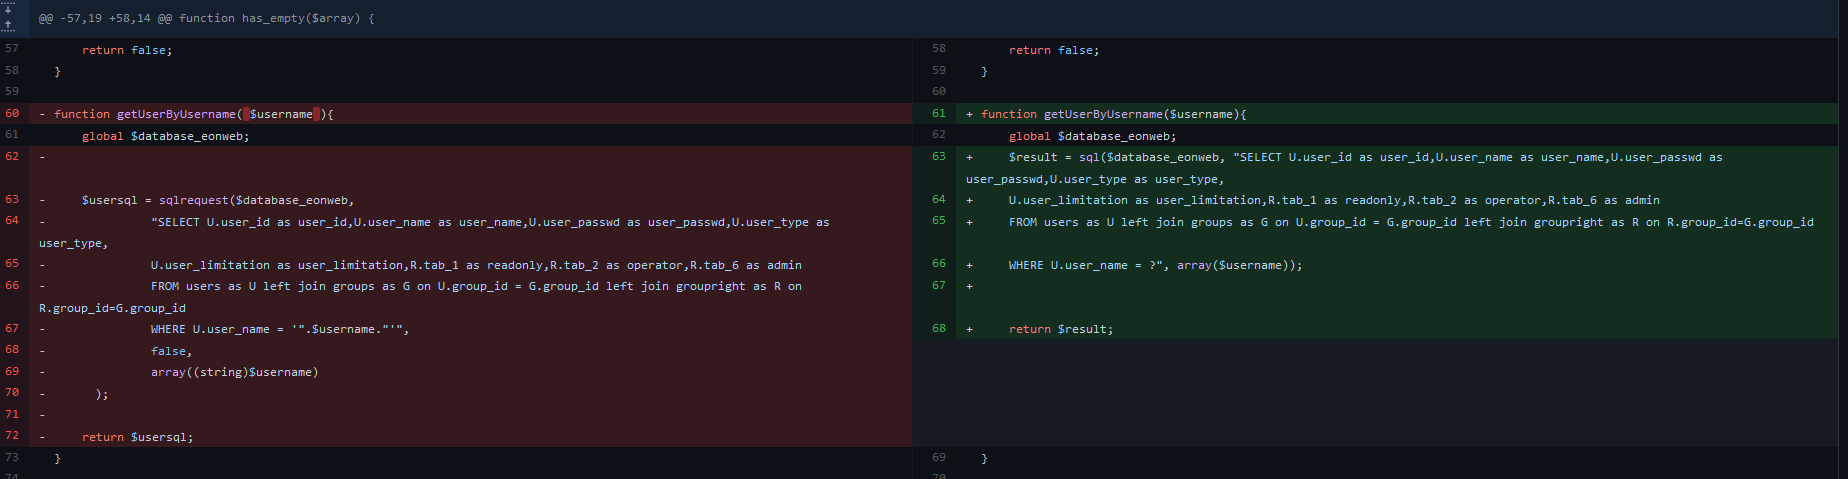 @@ -57,19 +58,14 @@ function has_empty($array) {
57     return false;
58 }
59
60 - function getUserByUsername( $username ){
61     global $database_eonweb;
62 -
63 -     $usersql = sqlrequest($database_eonweb,
64 -               "SELECT U.user_id as user_id,U.user_name as user_name,U.user_passwd as user_passwd,U.user_type as
user_type,
65 -               U.user_limitation as user_limitation,R.tab_1 as readonly,R.tab_2 as operator,R.tab_6 as admin
66 -               FROM users as U left join groups as G on U.group_id = G.group_id left join groupright as R on
R.group_id=G.group_id
67 -               WHERE U.user_name = '".$username."'",
68 -               false,
69 -               array((string)$username)
70 -       );
71 -
72 -     return $usersql;
73 }
58     return false;
59 }
60
61 + function getUserByUsername($username){
62     global $database_eonweb;
63 +     $result = sql($database_eonweb, "SELECT U.user_id as user_id,U.user_name as user_name,U.user_passwd as
user_passwd,U.user_type as user_type,
64 +     U.user_limitation as user_limitation,R.tab_1 as readonly,R.tab_2 as operator,R.tab_6 as admin
65 +     FROM users as U left join groups as G on U.group_id = G.group_id left join groupright as R on R.group_id=G.group_id
66 +     WHERE U.user_name = ?", array($username));
67 +
68 +     return $result;
69 }